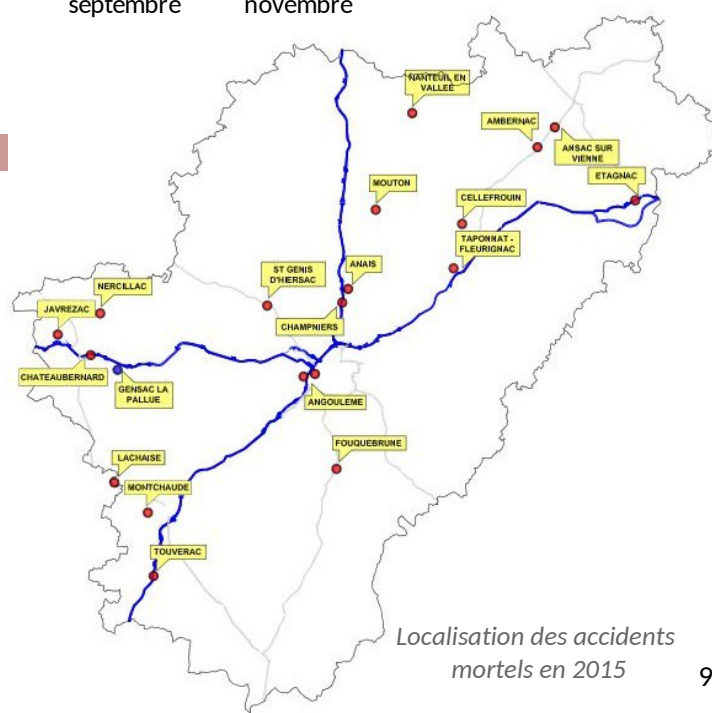 septembre novembre
NANTEUIL EN
VALLEE
AMBERNAC
ANSAC SUR
VIENNE
ETAGNAC
MOUTON
CELLEFROUIN
TAPONNAT -
FLEURIGNAC
ST GENIS
D'HIERSAC
ANAIS
NERCILLAC
JAVREZAC
CHAMPNIERS
CHATEAUBERNARD
GENSAC LA
PALLUE
ANGOULEME
FOUQUEBRUNE
LACHAISE
MONTCHAUDE
TOUVERAC
Localisation des accidents
mortels en 2015
9